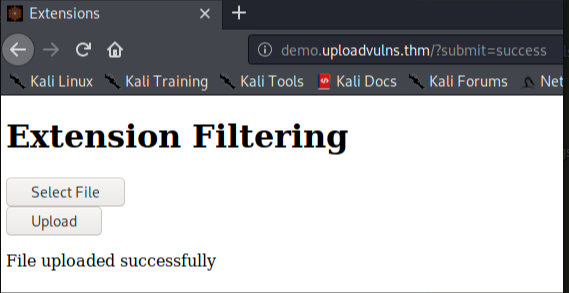 Extensions
demo.uploadvulns.thm/?submit=success
Kali Linux Kali Training Kali Tools Kali Docs Kali Forums Net
Extension Filtering
Select File
Upload
File uploaded successfully